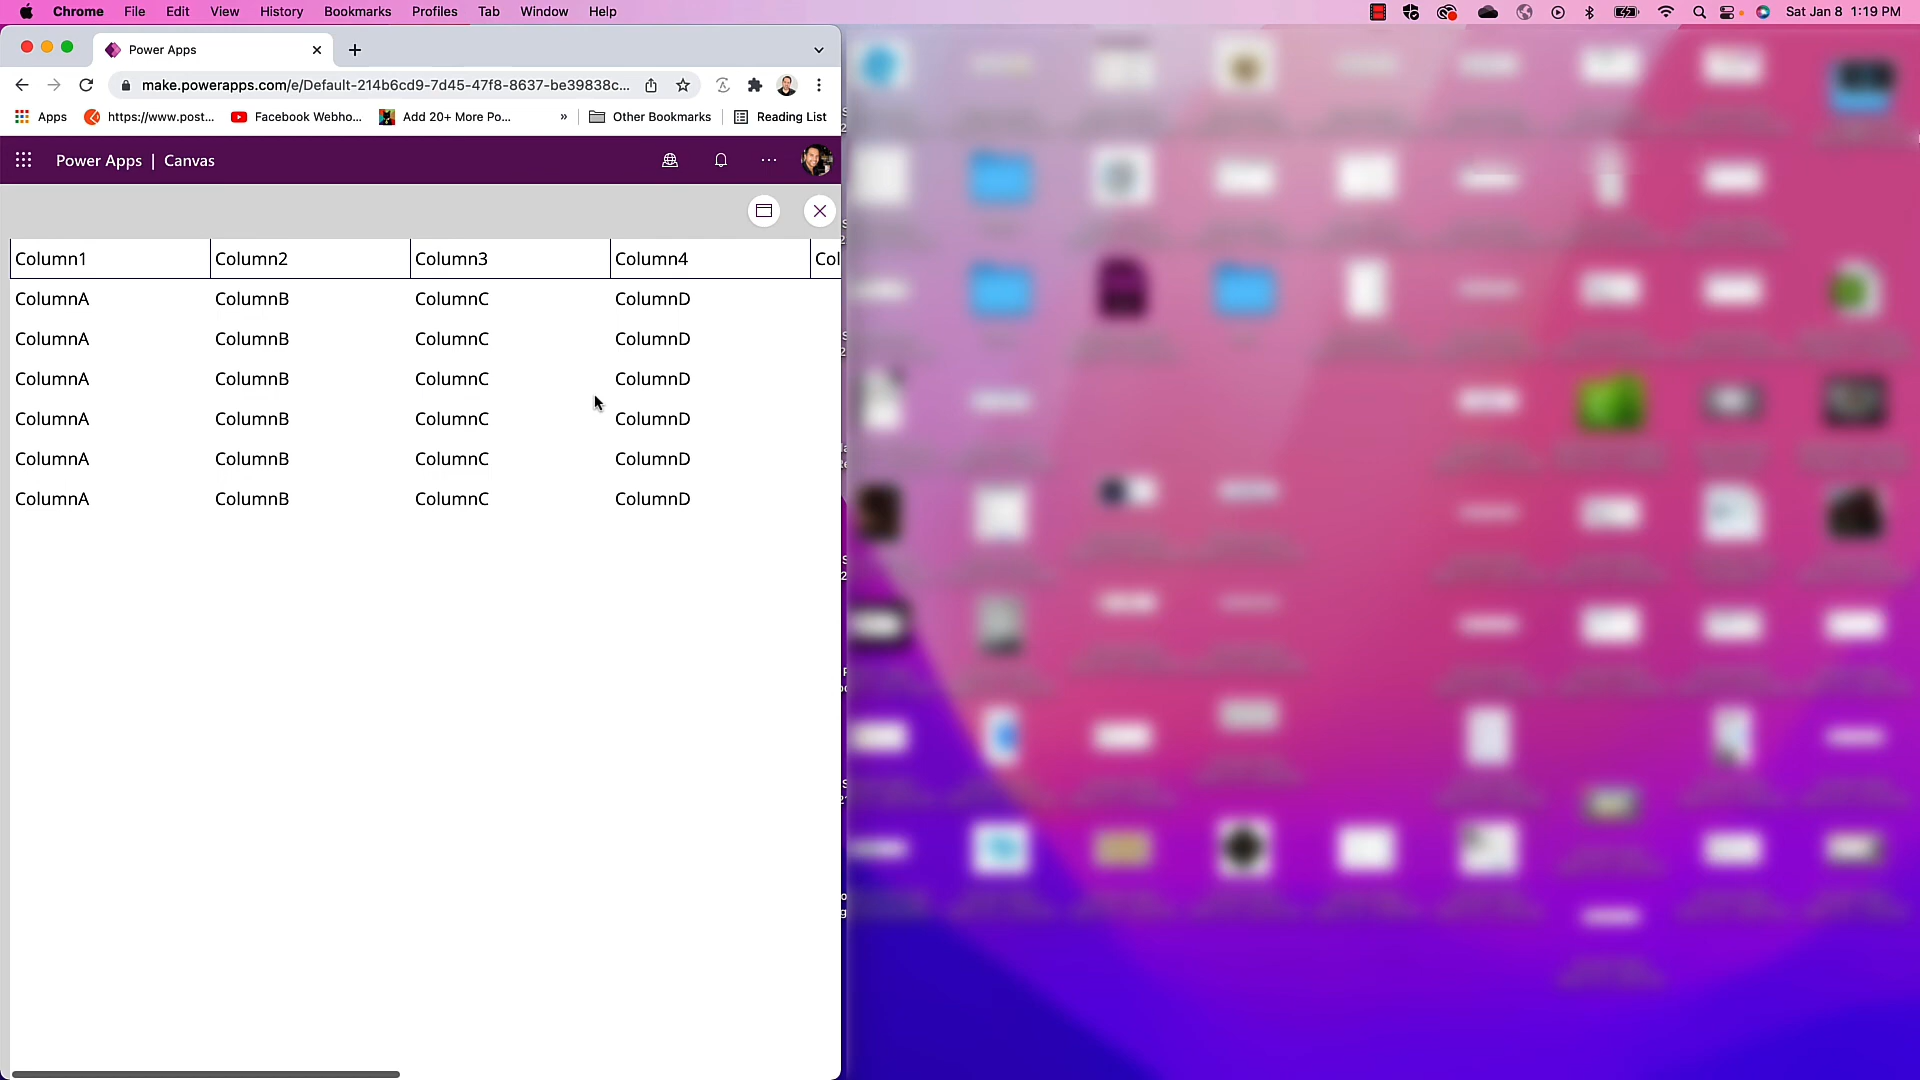 Chrome File Edit View History Bookmarks Profiles Tab Window Help Sat Jan 8 1:19 PM
Power Apps
make.powerapps.com/e/Default-214b6cd9-7d45-47f8-8637-be39838c...
Apps https://www.post... Facebook Webho... Add 20+ More Po... » Other Bookmarks Reading List
Power Apps | Canvas
Column1 Column2 Column3 Column4 Col
ColumnA ColumnB ColumnC ColumnD
ColumnA ColumnB ColumnC ColumnD
ColumnA ColumnB ColumnC ColumnD
ColumnA ColumnB ColumnC ColumnD
ColumnA ColumnB ColumnC ColumnD
ColumnA ColumnB ColumnC ColumnD